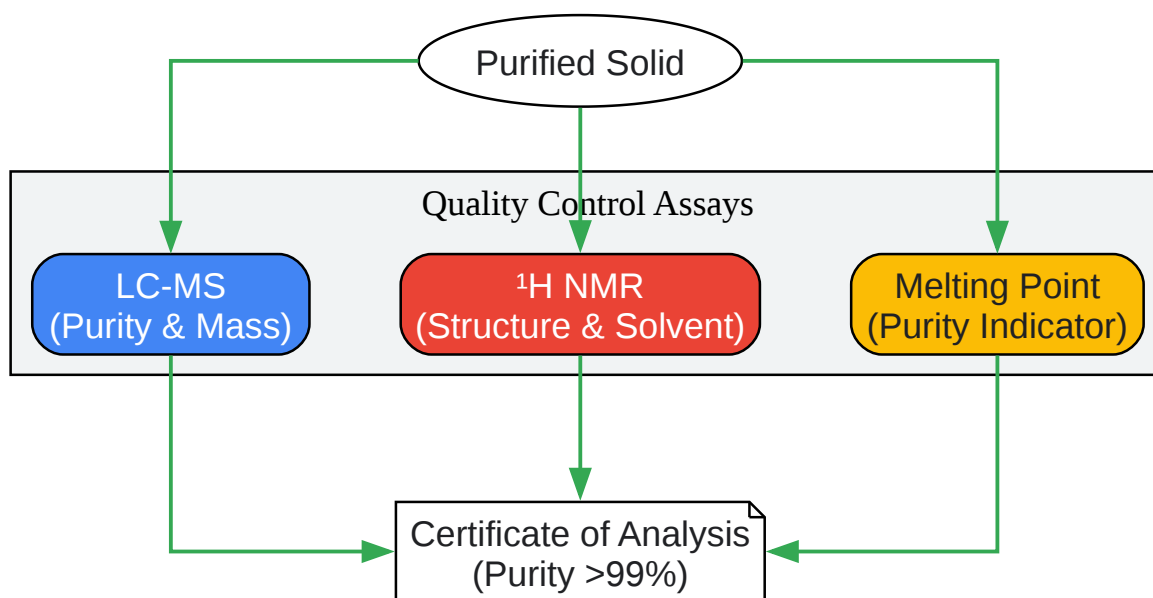 Purified Solid
Quality Control Assays
LC-MS
(Purity & Mass)
¹H NMR
(Structure & Solvent)
Melting Point
(Purity Indicator)
Certificate of Analysis
(Purity >99%)